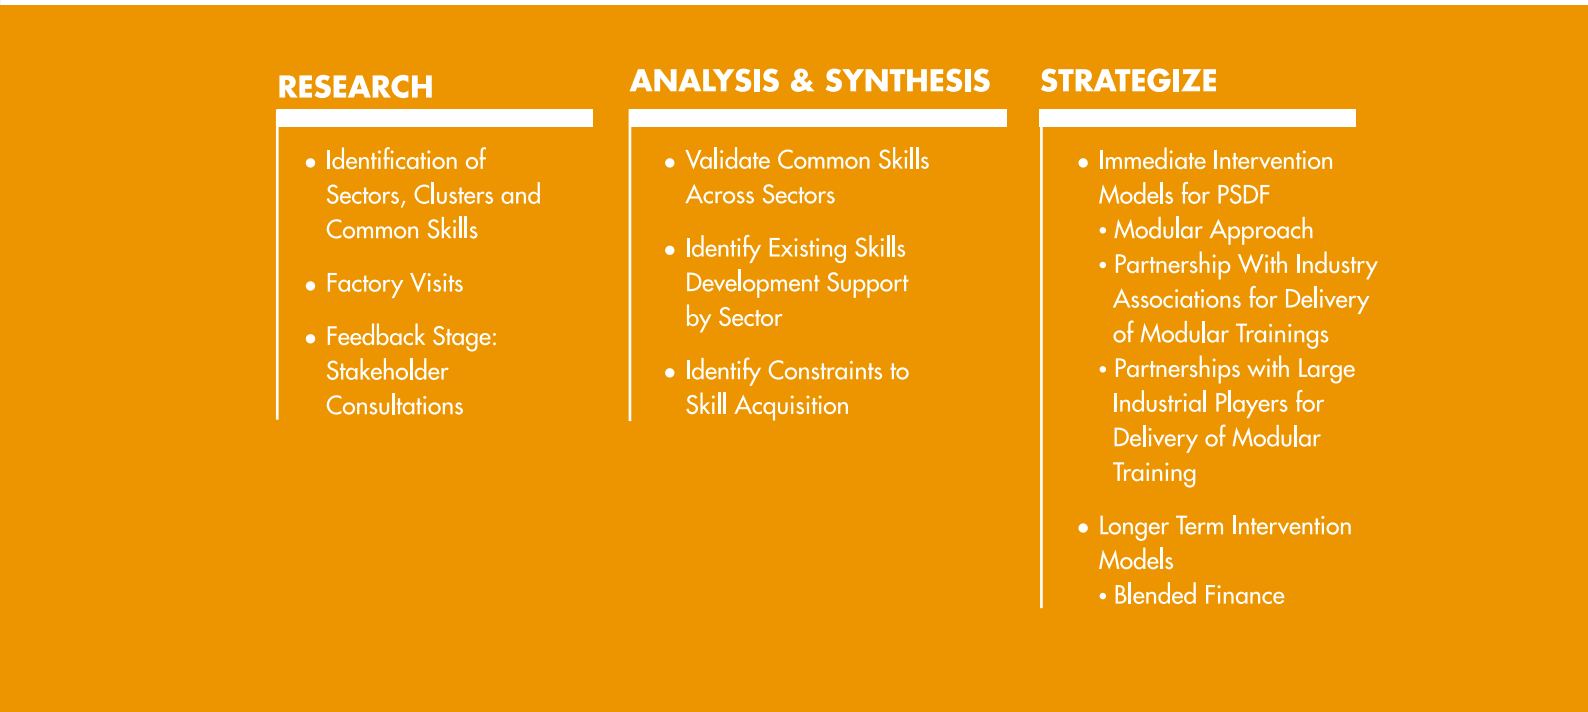 RESEARCH
• Identification of
Sectors, Clusters and
Common Skills
• Factory Visits
• Feedback Stage:
Stakeholder
Consultations
ANALYSIS & SYNTHESIS
• Validate Common Skills
Across Sectors
• Identify Existing Skills
Development Support
by Sector
• Identify Constraints to
Skill Acquisition
STRATEGIZE
• Immediate Intervention
Models for PSDF
• Modular Approach
• Partnership With Industry
Associations for Delivery
of Modular Trainings
• Partnerships with Large
Industrial Players for
Delivery of Modular
Training
• Longer Term Intervention
Models
• Blended Finance